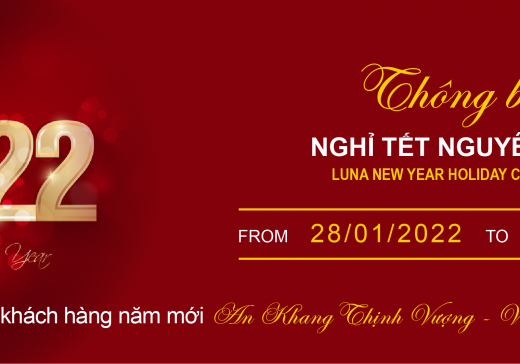 Thông b
NGHỈ TẾT NGUYÊ
LUNA NEW YEAR HOLIDAY C
22
FROM 28/01/2022 TO
Year
khách hàng năm mới An Khang Thịnh Vượng - V